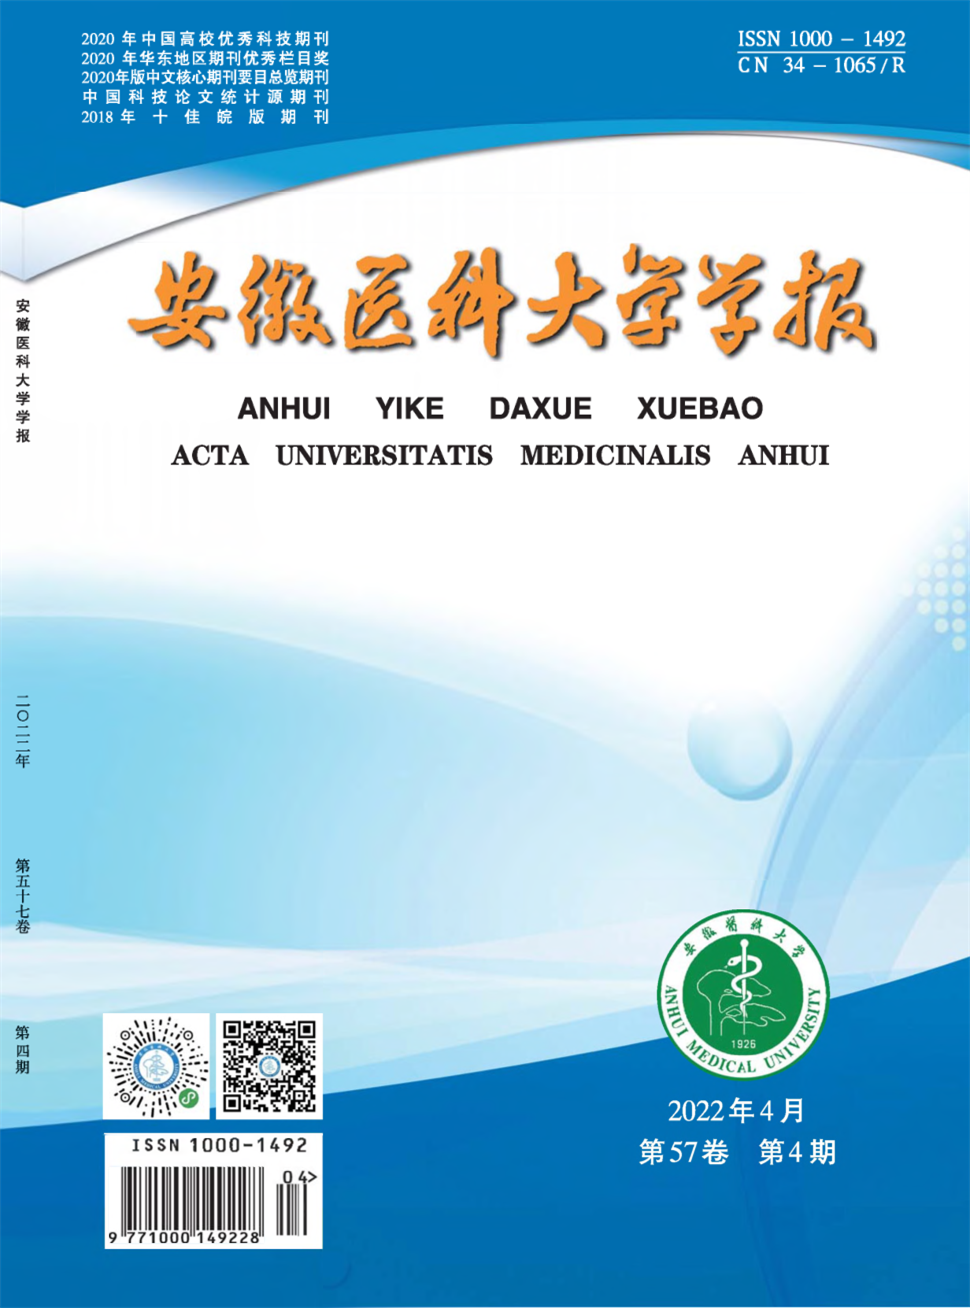 2020 年中国高校优秀科技期刊
2020 年华东地区期刊优秀栏目奖
2020年版中文核心期刊要目总览期刊
中国科技论文统计源期刊
2018 年 十 佳 皖 版 期 刊
ISSN 1000 - 1492
CN 34 - 1065/R
安徽医科大学学报
ANHUI YIKE DAXUE XUEBAO
ACTA UNIVERSITATIS MEDICINALIS ANHUI
安徽医科大学学报
二〇二二年
第五十七卷
第四期
安徽醫科大学
1926
ANHUI MEDICAL UNIVERSITY
2022年4月
第57卷 第4期
ISSN 1000-1492
04>
9 771000 149228